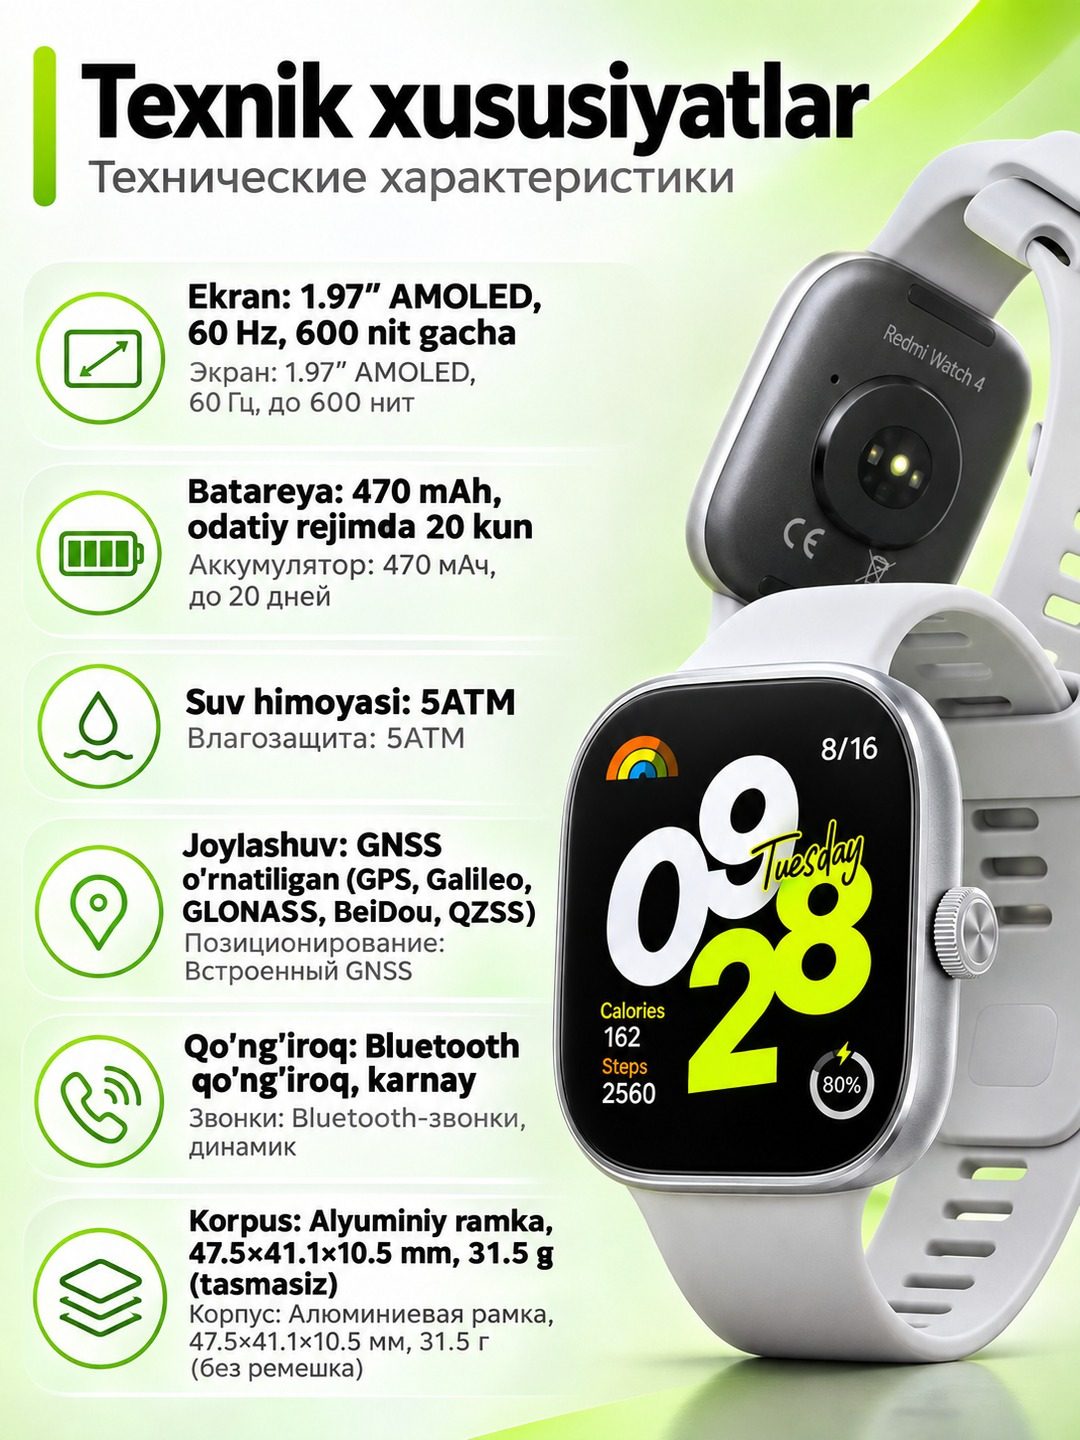 Texnik xususiyatlar
Технические характеристики
Ekran: 1.97″ AMOLED,
60 Hz, 600 nit gacha
Экран: 1.97″ AMOLED,
60 Гц, до 600 нит
Batareya: 470 mAh,
odatiy rejimda 20 kun
Аккумулятор: 470 мАч,
до 20 дней
Suv himoyasi: 5ATM
Влагозащита: 5ATM
Joylashuv: GNSS
o'rnatiligan (GPS, Galileo,
GLONASS, BeiDou, QZSS)
Позиционирование:
Встроенный GNSS
Qo'ng'iroq: Bluetooth
qo'ng'iroq, karnay
Звонки: Bluetooth-звонки,
динамик
Korpus: Alyuminiy ramka,
47.5×41.1×10.5 mm, 31.5 g
(tasmasiz)
Корпус: Алюминиевая рамка,
47.5×41.1×10.5 мм, 31.5 г
(без ремешка)
Redmi Watch 4
CE
8/16
09
Tuesday
28
Calories
162
Steps
2560
80%